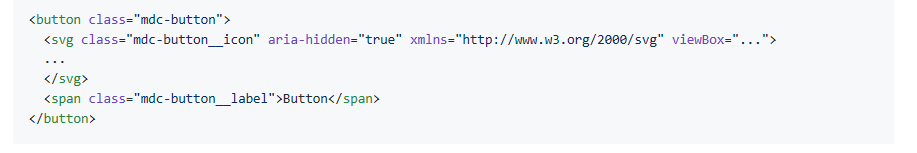 <button class="mdc-button">
  <svg class="mdc-button__icon" aria-hidden="true" xmlns="http://www.w3.org/2000/svg" viewBox="...">
  ...
  </svg>
  <span class="mdc-button__label">Button</span>
</button>